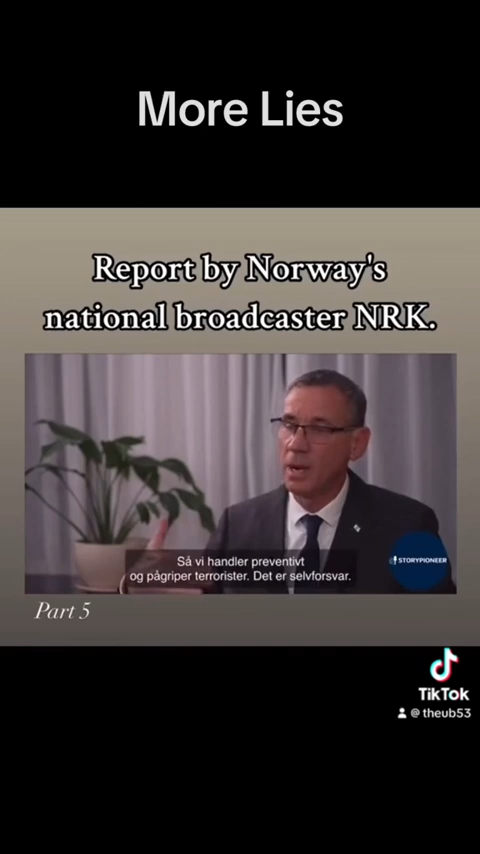 More Lies
Report by Norway's
national broadcaster NRK.
Så vi handler preventivt
og pågriper terrorister. Det er selvforsvar.
STORYPIONEER
Part 5
TikTok
@ theub53